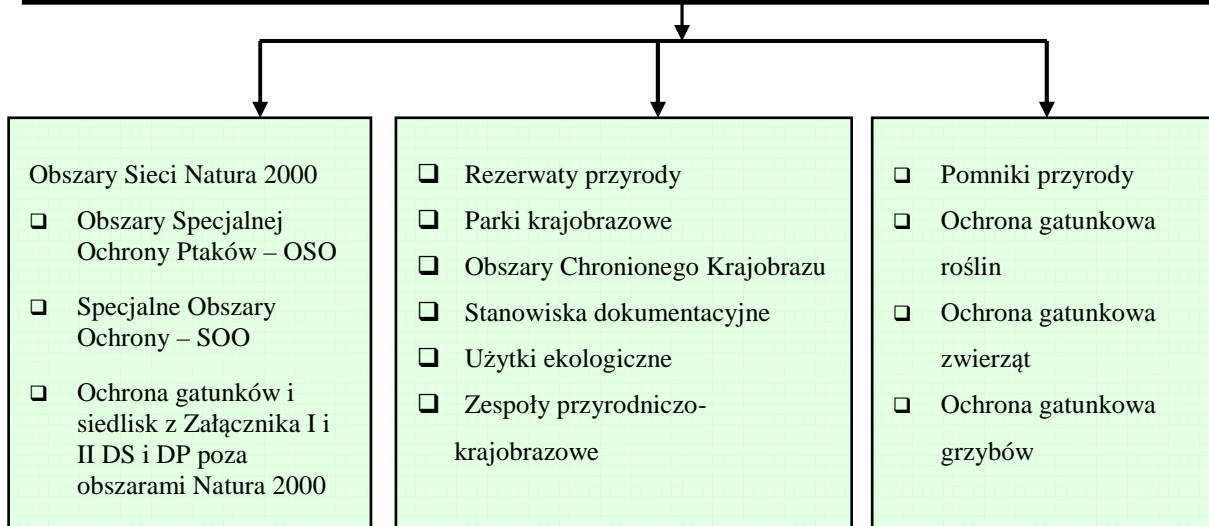 Obszary Sieci Natura 2000
❑ Obszary Specjalnej
Ochrony Ptaków – OSO
❑ Specjalne Obszary
Ochrony – SOO
❑ Ochrona gatunków i
siedlisk z Załącznika I i
II DS i DP poza
obszarami Natura 2000
❑ Rezerwaty przyrody
❑ Parki krajobrazowe
❑ Obszary Chronionego Krajobrazu
❑ Stanowiska dokumentacyjne
❑ Użytki ekologiczne
❑ Zespoły przyrodniczo-
krajobrazowe
❑ Pomniki przyrody
❑ Ochrona gatunkowa
roślin
❑ Ochrona gatunkowa
zwierząt
❑ Ochrona gatunkowa
grzybów